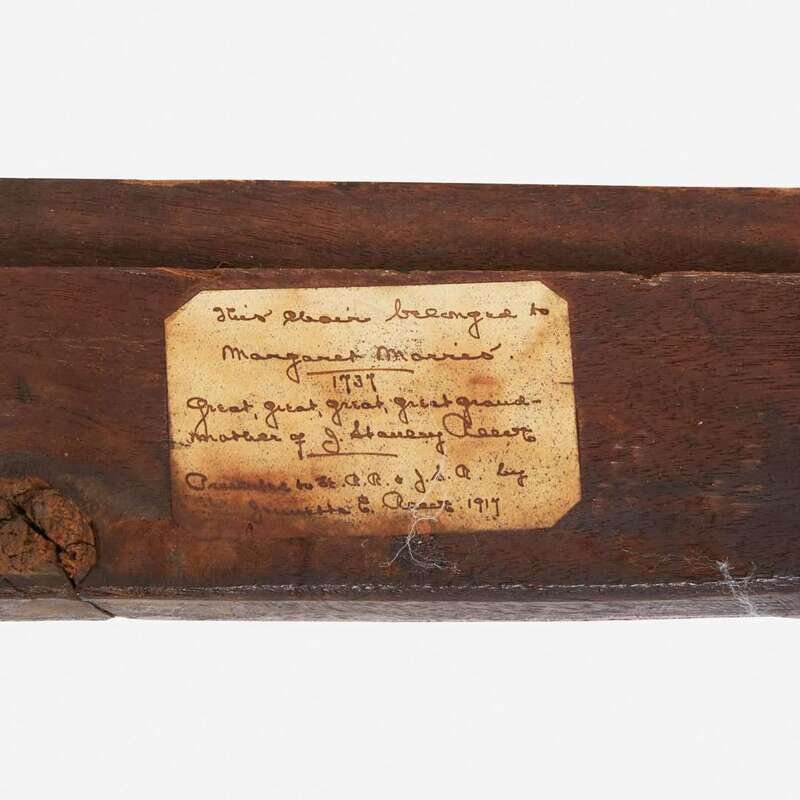 This chair belonged to
Margaret Morris.
1737
Great, great, great, great grand-
mother of J. Stanley Reeve
Presented to H. R. R. & J. S. R. by
E. Reeve 1917